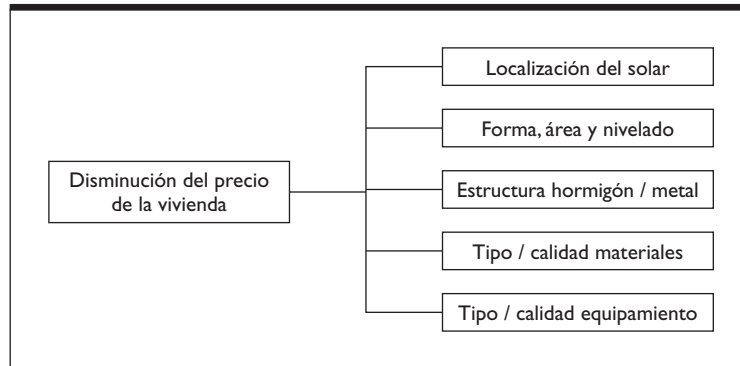 Localización del solar
Forma, área y nivelado
Disminución del precio
de la vivienda
Estructura hormigón / metal
Tipo / calidad materiales
Tipo / calidad equipamiento